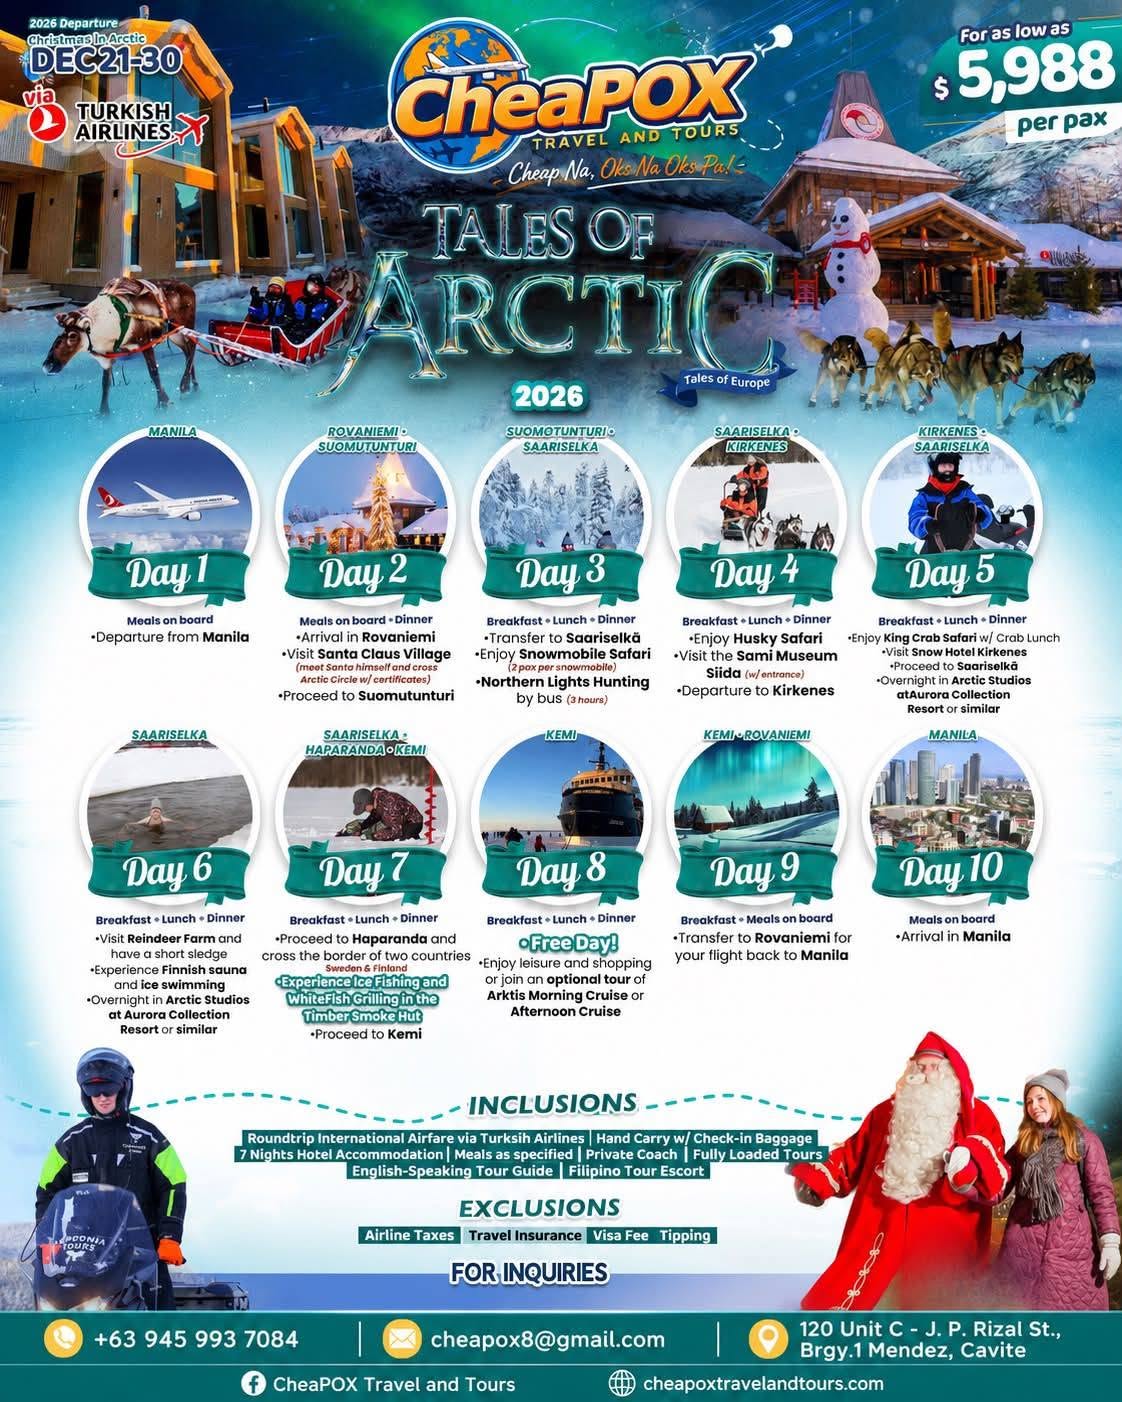 2026 Departure
Christmas In Arctic
DEC21-30
via
TURKISH
AIRLINES
CheaPOX
TRAVEL AND TOURS
Cheap Na, Oks Na Oks Pa!
For as low as
$ 5,988
per pax
TALES OF
ARCTIC
Tales of Europe
2026
MANILA
Day 1
Meals on board
•Departure from Manila
ROVANIEMI •
SUOMUTUNTURI
Day 2
Meals on board • Dinner
•Arrival in Rovaniemi
•Visit Santa Claus Village
(meet Santa himself and cross
Arctic Circle w/ certificates)
•Proceed to Suomutunturi
SUOMOTUNTURI •
SAARISELKA
Day 3
Breakfast • Lunch • Dinner
•Transfer to Saariselkä
•Enjoy Snowmobile Safari
(2 pax per snowmobile)
•Northern Lights Hunting
by bus (3 hours)
SAARISELKA •
KIRKENES
Day 4
Breakfast • Lunch • Dinner
•Enjoy Husky Safari
•Visit the Sami Museum
Siida (w/ entrance)
•Departure to Kirkenes
KIRKENES •
SAARISELKA
Day 5
Breakfast • Lunch • Dinner
•Enjoy King Crab Safari w/ Crab Lunch
•Visit Snow Hotel Kirkenes
•Proceed to Saariselkä
•Overnight in Arctic Studios
atAurora Collection
Resort or similar
SAARISELKA
Day 6
Breakfast • Lunch • Dinner
•Visit Reindeer Farm and
have a short sledge
•Experience Finnish sauna
and ice swimming
•Overnight in Arctic Studios
at Aurora Collection
Resort or similar
SAARISELKA •
HAPARANDA • KEMI
Day 7
Breakfast • Lunch • Dinner
•Proceed to Haparanda and
cross the border of two countries
Sweden & Finland
•Experience Ice Fishing and
WhiteFish Grilling in the
Timber Smoke Hut
•Proceed to Kemi
KEMI
Day 8
Breakfast • Lunch • Dinner
•Free Day!
•Enjoy leisure and shopping
or join an optional tour of
Arktis Morning Cruise or
Afternoon Cruise
KEMI • ROVANIEMI
Day 9
Breakfast • Meals on board
•Transfer to Rovaniemi for
your flight back to Manila
MANILA
Day 10
Meals on board
•Arrival in Manila
INCLUSIONS
Roundtrip International Airfare via Turksih Airlines | Hand Carry w/ Check-in Baggage
7 Nights Hotel Accommodation | Meals as specified | Private Coach | Fully Loaded Tours
English-Speaking Tour Guide | Filipino Tour Escort
EXCLUSIONS
Airline Taxes | Travel Insurance | Visa Fee Tipping
FOR INQUIRIES
TOURS
+63 945 993 7084
cheapox8@gmail.com
120 Unit C - J. P. Rizal St.,
Brgy.1 Mendez, Cavite
CheaPOX Travel and Tours
cheapoxtravelandtours.com